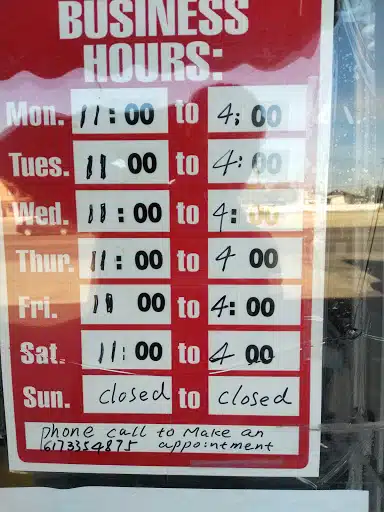 BUSINESS
HOURS:
Mon. 11:00 to 4:00
Tues. 11 00 to 4:00
Wed. 11:00 to 4:00
Thur. 11:00 to 4 00
Fri. 11 00 to 4:00
Sat. 11:00 to 4 00
Sun. closed to closed
phone call to Make an
6173354875 appointment